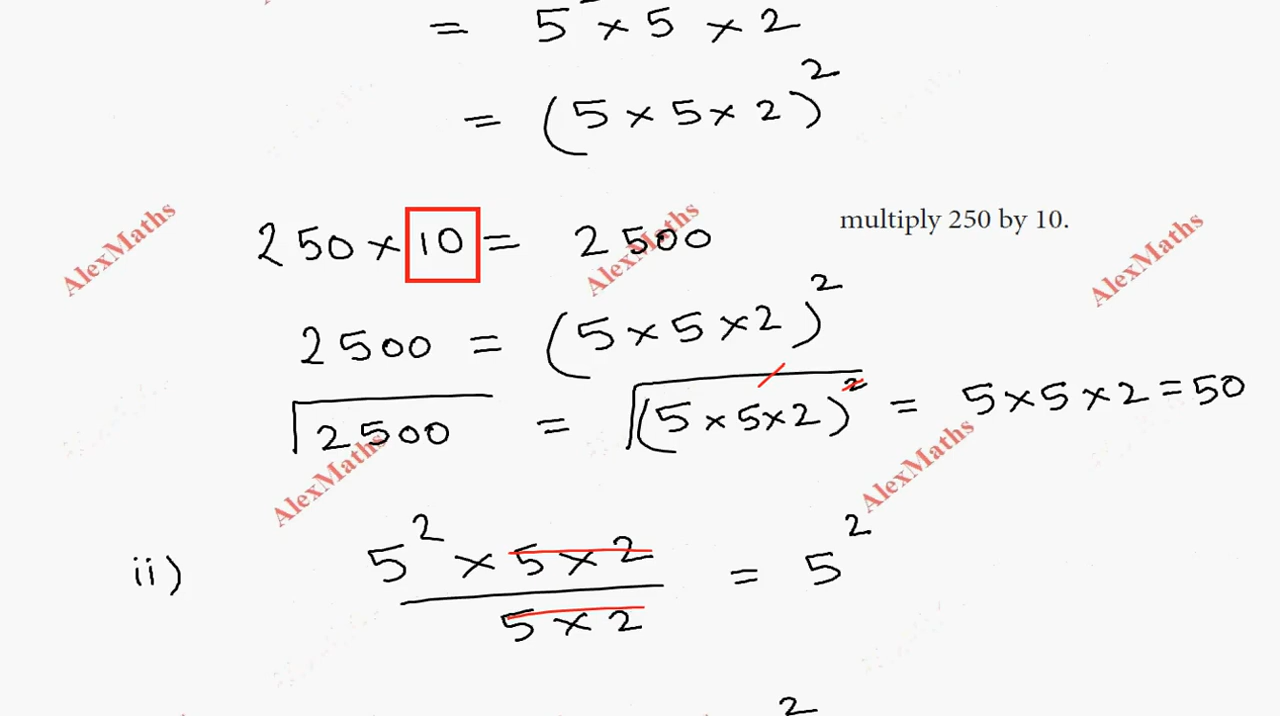 = 5² × 5 × 2
= (5 × 5 × 2)²
250 × 10 = 2500
multiply 250 by 10.
AlexMaths
AlexMaths
AlexMaths
2500 = (5 × 5 × 2)²
√2500 = √(5 × 5 × 2)² = 5 × 5 × 2 = 50
AlexMaths
AlexMaths
ii) 5² × 5 × 2 = 5²
5 × 2
2